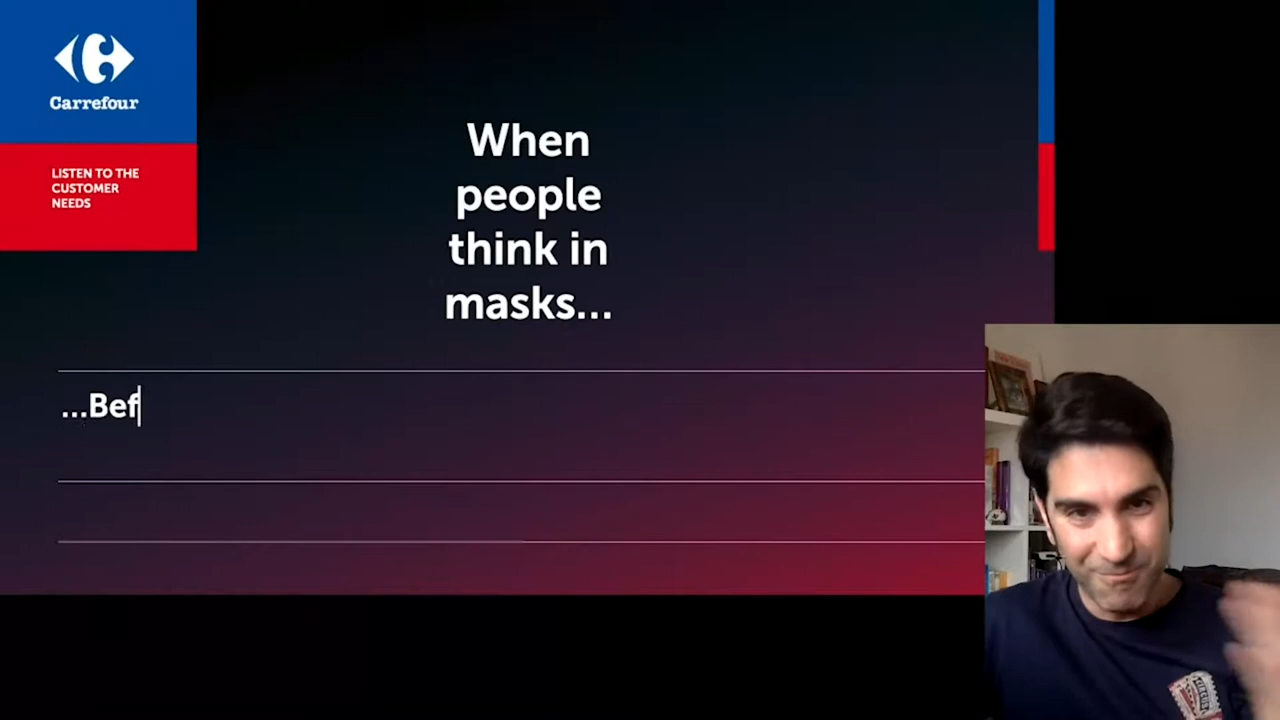 Carrefour
LISTEN TO THE
CUSTOMER
NEEDS
When
people
think in
masks...
...Bef